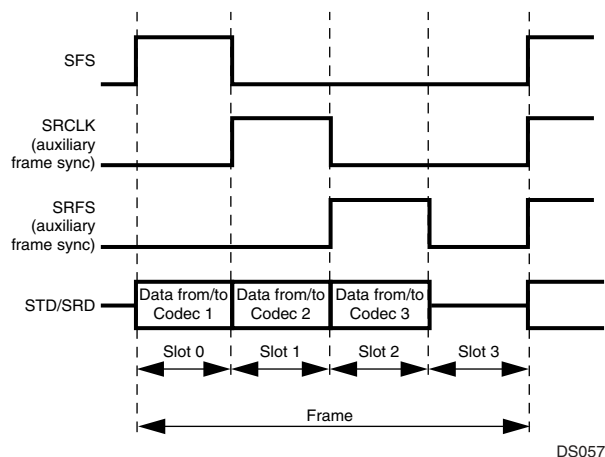 SFS
SRCLK
(auxiliary
frame sync)
SRFS
(auxiliary
frame sync)
STD/SRD
Data from/to
Codec 1
Data from/to
Codec 2
Data from/to
Codec 3
Slot 0
Slot 1
Slot 2
Slot 3
Frame
DS057